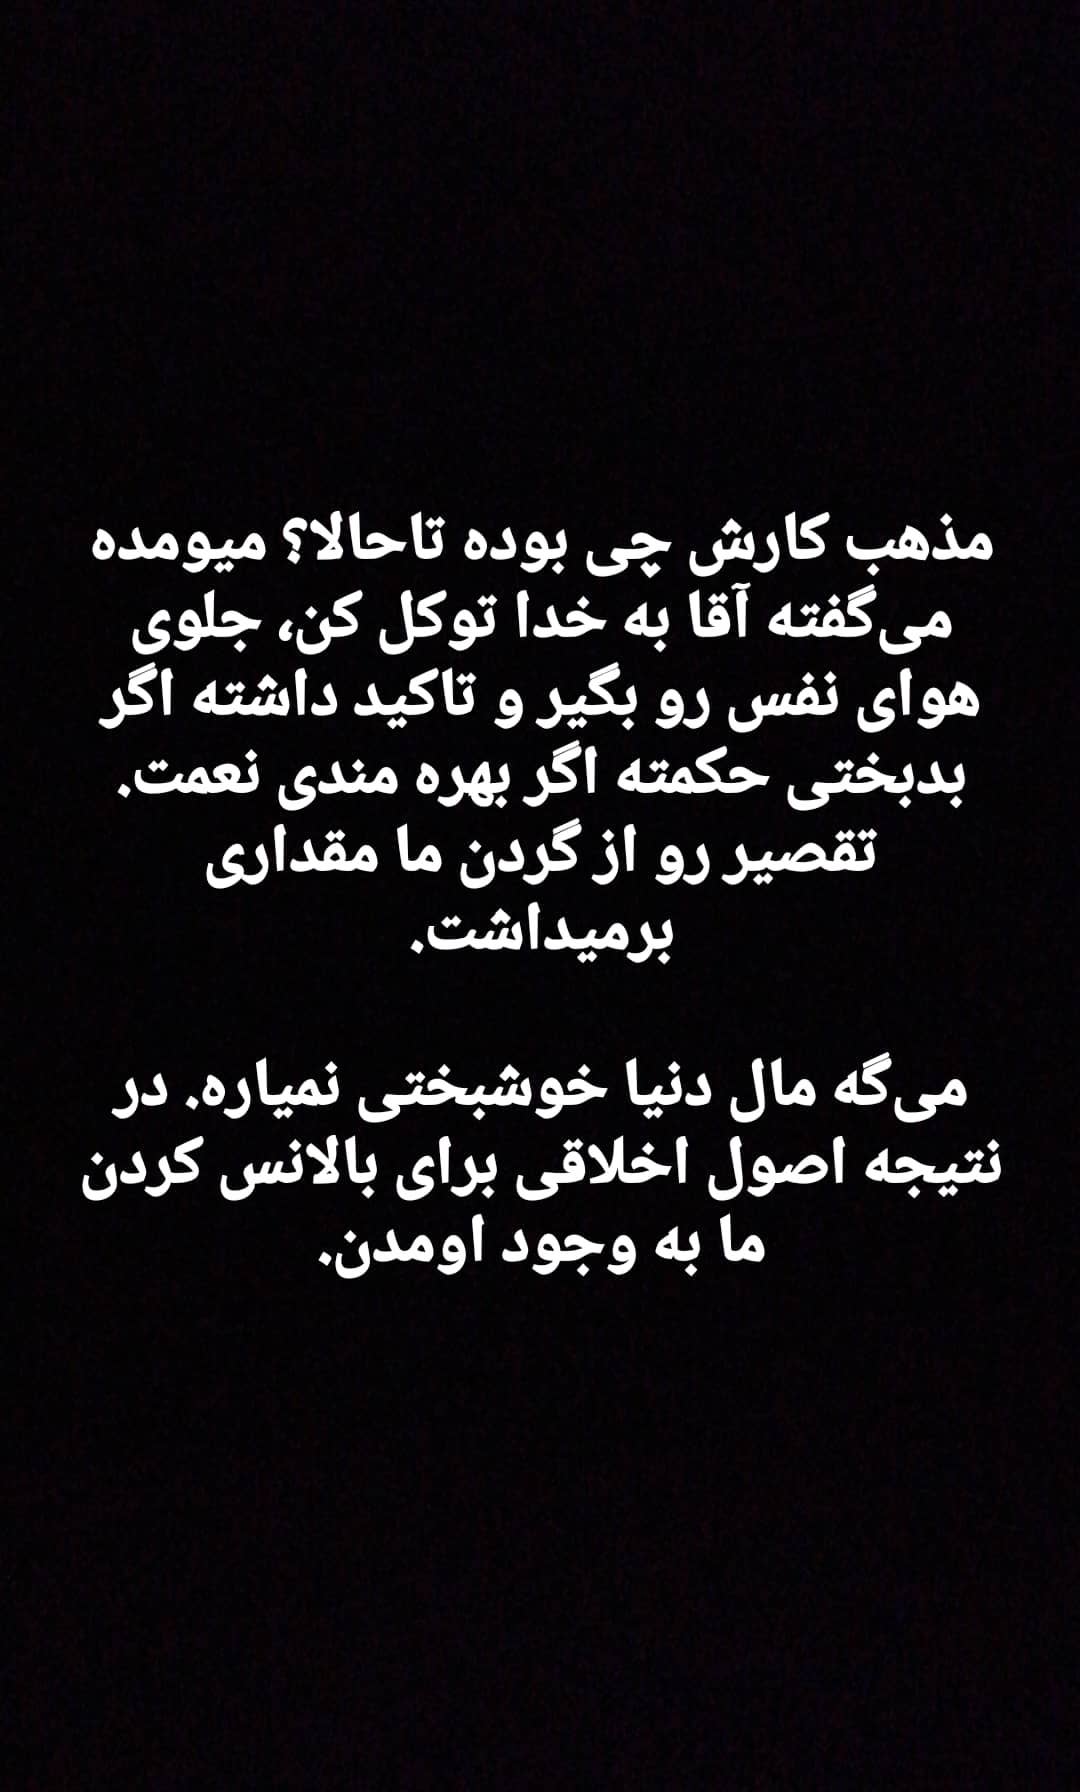 مذهب کارش چی بوده تاحالا؟ میومده
می‌گفته آقا به خدا توکل کن، جلوی
هوای نفس رو بگیر و تاکید داشته اگر
بدبختی حکمته اگر بهره مندی نعمت.
تقصیر رو از گردن ما مقداری
برمیداشت.
می‌گه مال دنیا خوشبختی نمیاره. در
نتیجه اصول اخلاقی برای بالانس کردن
ما به وجود اومدن.